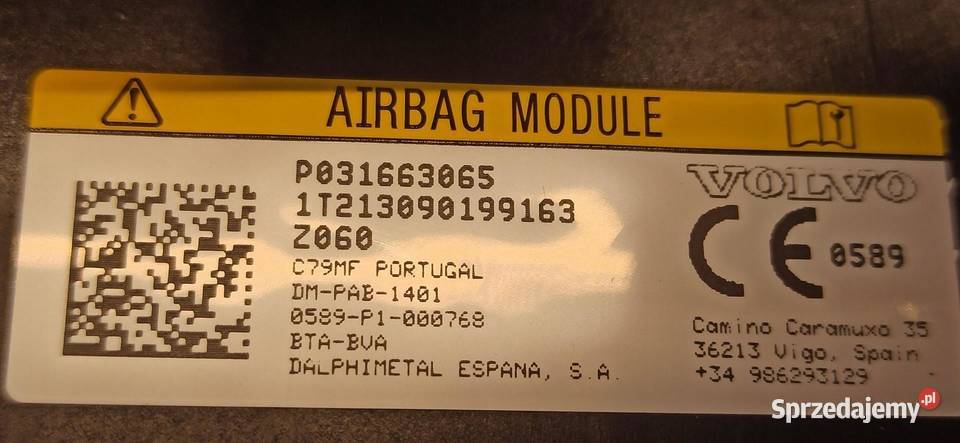 AIRBAG MODULE
P031663065
1T213090199163
Z060
C79MF PORTUGAL
DM-PAB-1401
0589-P1-000768
BTA-BVA
DALPHIMETAL ESPANA, S.A.
VOLVO
CE 0589
Camino Caramuxo 35
36213 Vigo, Spain
+34 986293129
Sprzedajemy.pl